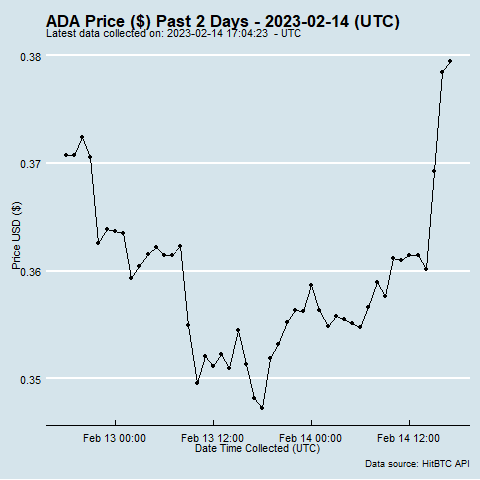 ADA Price ($) Past 2 Days - 2023-02-14 (UTC)
Latest data collected on: 2023-02-14 17:04:23  - UTC
0.38
0.37
0.36
0.35
Price USD ($)
Feb 13 00:00
Feb 13 12:00
Feb 14 00:00
Feb 14 12:00
Date Time Collected (UTC)
Data source: HitBTC API